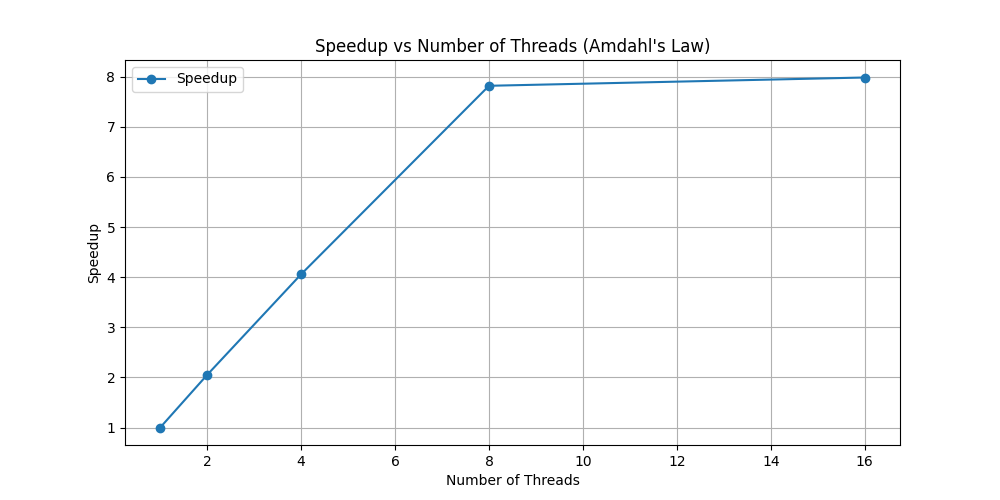 Speedup vs Number of Threads (Amdahl's Law)
Speedup
8
7
6
5
4
3
2
1
Speedup
2 4 6 8 10 12 14 16
Number of Threads